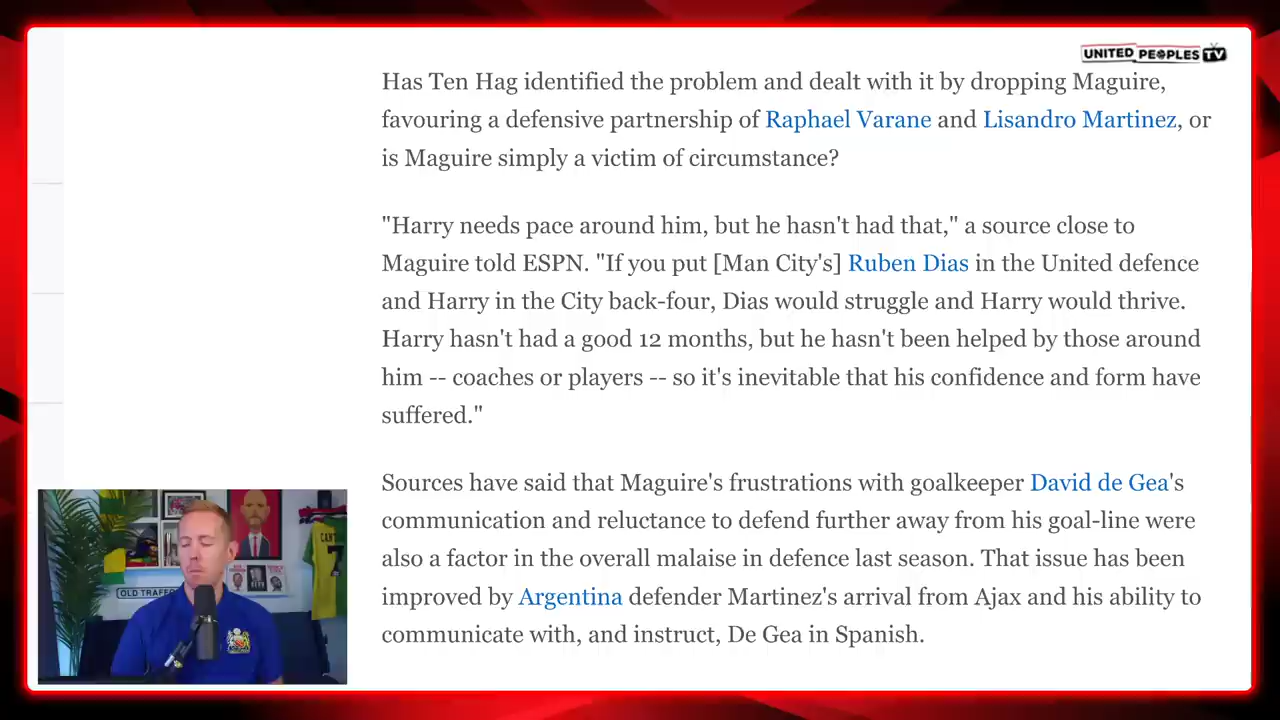 UNITED PEOPLES TV
Has Ten Hag identified the problem and dealt with it by dropping Maguire,
favouring a defensive partnership of Raphael Varane and Lisandro Martinez, or
is Maguire simply a victim of circumstance?
"Harry needs pace around him, but he hasn't had that," a source close to
Maguire told ESPN. "If you put [Man City's] Ruben Dias in the United defence
and Harry in the City back-four, Dias would struggle and Harry would thrive.
Harry hasn't had a good 12 months, but he hasn't been helped by those around
him -- coaches or players -- so it's inevitable that his confidence and form have
suffered."
Sources have said that Maguire's frustrations with goalkeeper David de Gea's
communication and reluctance to defend further away from his goal-line were
also a factor in the overall malaise in defence last season. That issue has been
improved by Argentina defender Martinez's arrival from Ajax and his ability to
communicate with, and instruct, De Gea in Spanish.
OLD TRAFFO
CANT
7